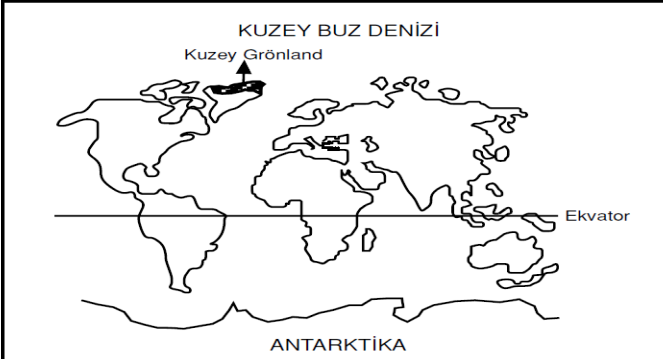 KUZEY BUZ DENİZİ
Kuzey Grönland
Ekvator
ANTARKTİKA